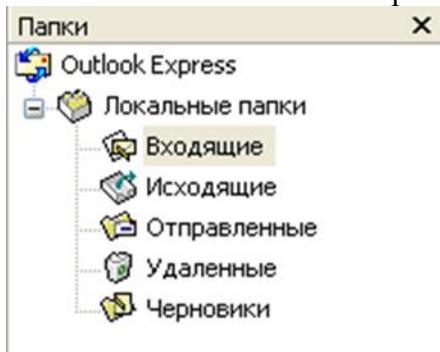 Папки
Outlook Express
Локальные папки
Входящие
Исходящие
Отправленные
Удаленные
Черновики